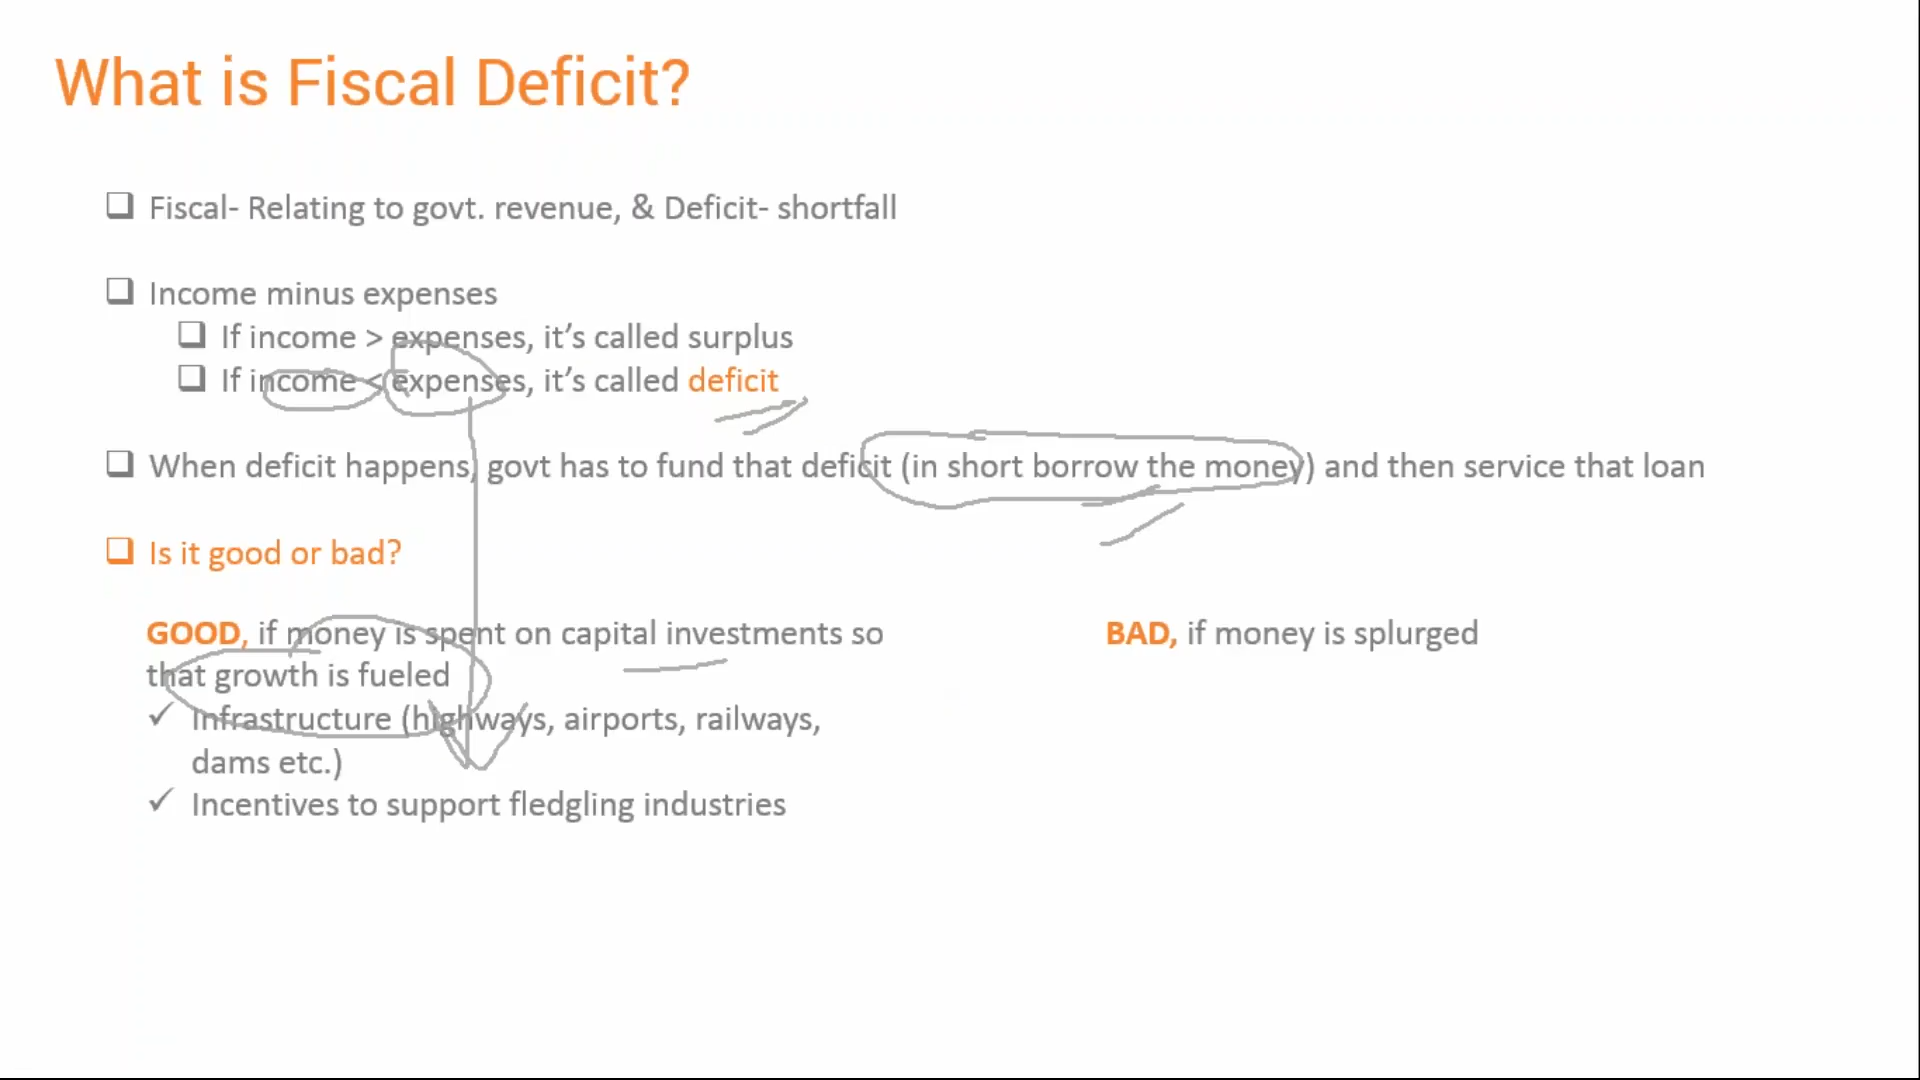 What is Fiscal Deficit?
Fiscal- Relating to govt. revenue, & Deficit- shortfall
Income minus expenses
If income > expenses, it's called surplus
If income < expenses, it's called deficit
When deficit happens, govt has to fund that deficit (in short borrow the money) and then service that loan
Is it good or bad?
GOOD, if money is spent on capital investments so
that growth is fueled
✓ Infrastructure (highways, airports, railways,
dams etc.)
✓ Incentives to support fledgling industries
BAD, if money is splurged